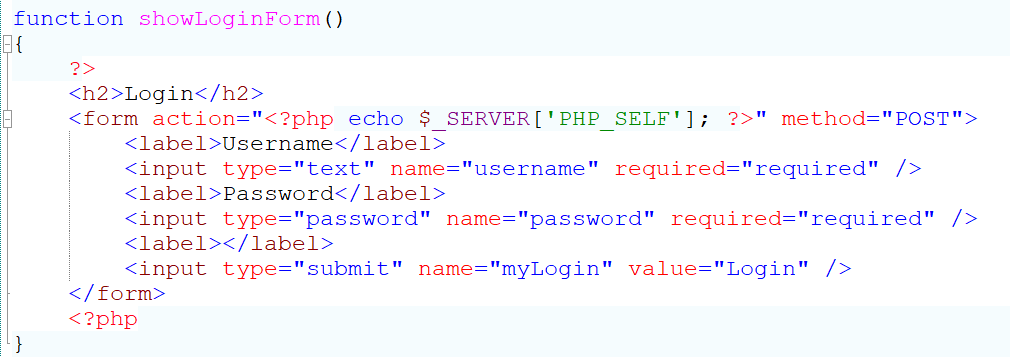 function showLoginForm()
{
    ?>
    <h2>Login</h2>
    <form action="<?php echo $_SERVER['PHP_SELF']; ?>" method="POST">
        <label>Username</label>
        <input type="text" name="username" required="required" />
        <label>Password</label>
        <input type="password" name="password" required="required" />
        <label></label>
        <input type="submit" name="myLogin" value="Login" />
    </form>
    <?php
}